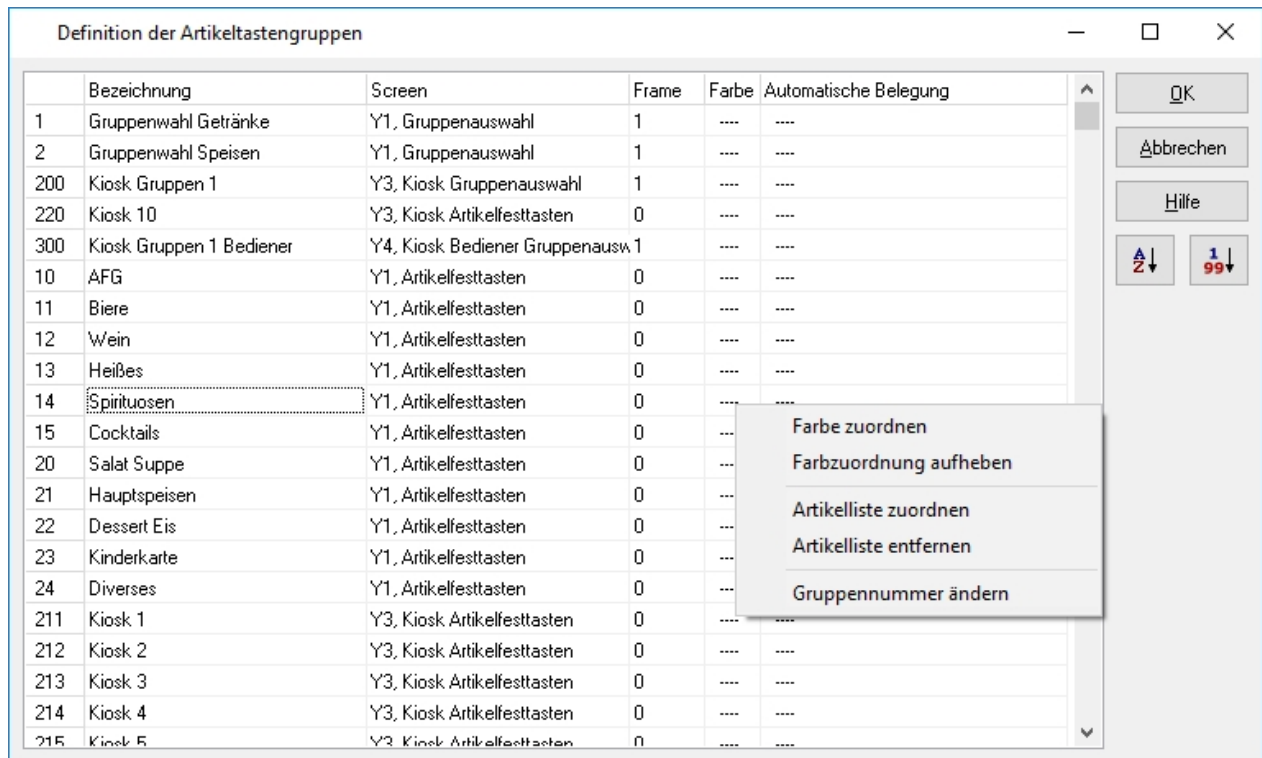 Definition der Artikeltastengruppen
Bezeichnung Screen Frame Farbe Automatische Belegung
OK
1 Gruppenwahl Getränke Y1, Gruppenauswahl 1 ---- ----
2 Gruppenwahl Speisen Y1, Gruppenauswahl 1 ---- ----
Abbrechen
200 Kiosk Gruppen 1 Y3, Kiosk Gruppenauswahl 1 ---- ----
Hilfe
220 Kiosk 10 Y3, Kiosk Artikelfesttasten 0 ---- ----
300 Kiosk Gruppen 1 Bediener Y4, Kiosk Bediener Gruppenausw 1 ---- ----
A Z 1 99
10 AFG Y1, Artikelfesttasten 0 ---- ----
11 Biere Y1, Artikelfesttasten 0 ---- ----
12 Wein Y1, Artikelfesttasten 0 ---- ----
13 Heißes Y1, Artikelfesttasten 0 ---- ----
14 Spirituosen Y1, Artikelfesttasten 0 ---- ----
15 Cocktails Y1, Artikelfesttasten 0 ---
20 Salat Suppe Y1, Artikelfesttasten 0 ---
21 Hauptspeisen Y1, Artikelfesttasten 0 ---
22 Dessert Eis Y1, Artikelfesttasten 0 ---
23 Kinderkarte Y1, Artikelfesttasten 0 ---
24 Diverses Y1, Artikelfesttasten 0 ---
Farbe zuordnen
Farbzuordnung aufheben
Artikelliste zuordnen
Artikelliste entfernen
Gruppennummer ändern
211 Kiosk 1 Y3, Kiosk Artikelfesttasten 0 ---- ----
212 Kiosk 2 Y3, Kiosk Artikelfesttasten 0 ---- ----
213 Kiosk 3 Y3, Kiosk Artikelfesttasten 0 ---- ----
214 Kiosk 4 Y3, Kiosk Artikelfesttasten 0 ---- ----
215 Kiosk 5 Y3, Kiosk Artikelfesttasten 0 ---- ----